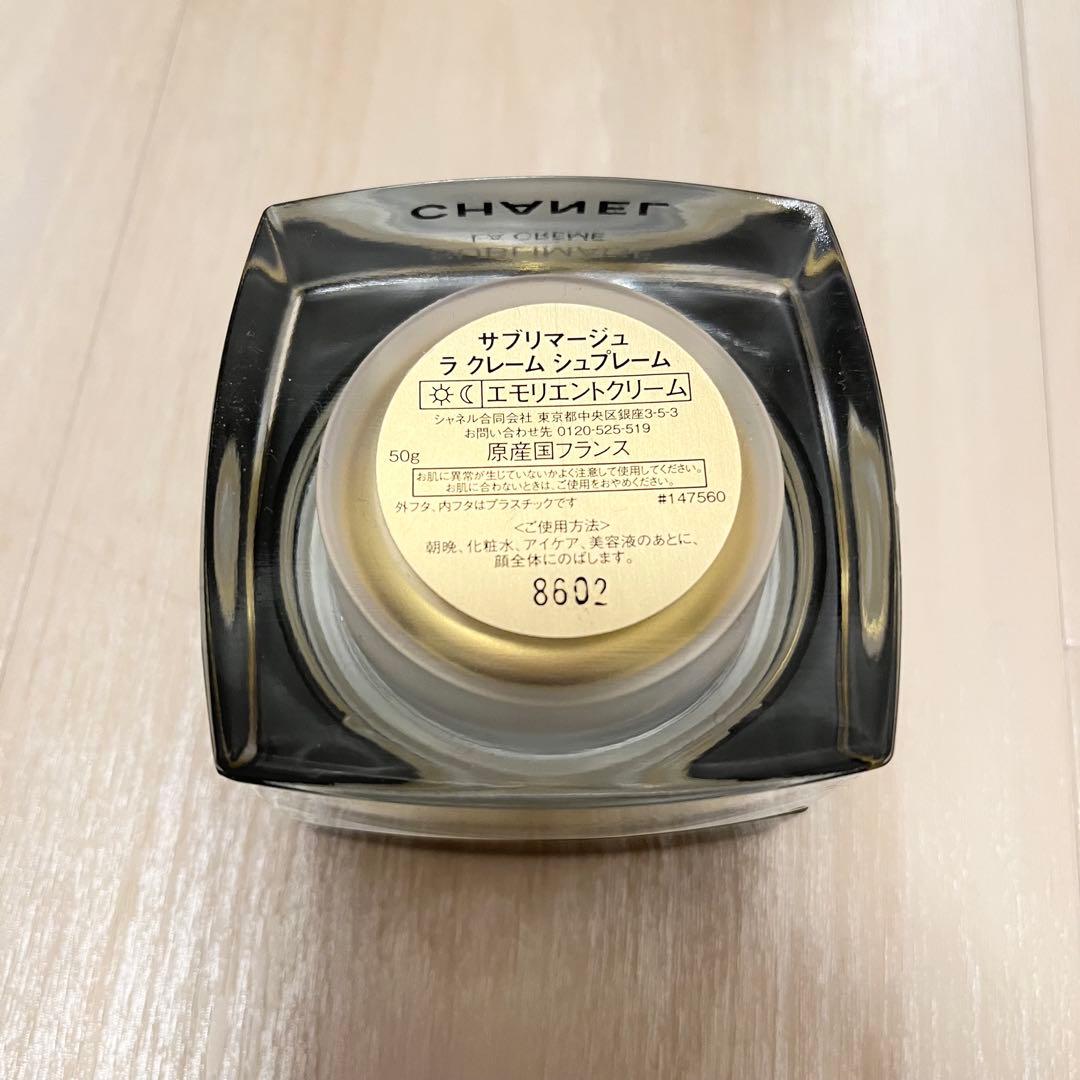 CHANEL
LA CRÈME
SUBLIMAGE
サブリマージュ
ラ クレーム シュプレーム
エモリエントクリーム
シャネル合同会社 東京都中央区銀座3-5-3
お問い合わせ先 0120-525-519
50g 原産国フランス
お肌に異常が生じていないかよく注意して使用してください。
お肌に合わないときは、ご使用をおやめください。
外フタ、内フタはプラスチックです #147560
<ご使用方法>
朝晩、化粧水、アイケア、美容液のあとに、
顔全体にのばします。
8602